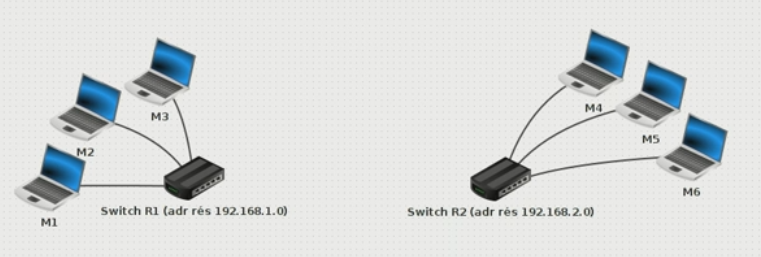 M3
M2
M1
Switch R1 (adr rés 192.168.1.0)
M4
M5
M6
Switch R2 (adr rés 192.168.2.0)